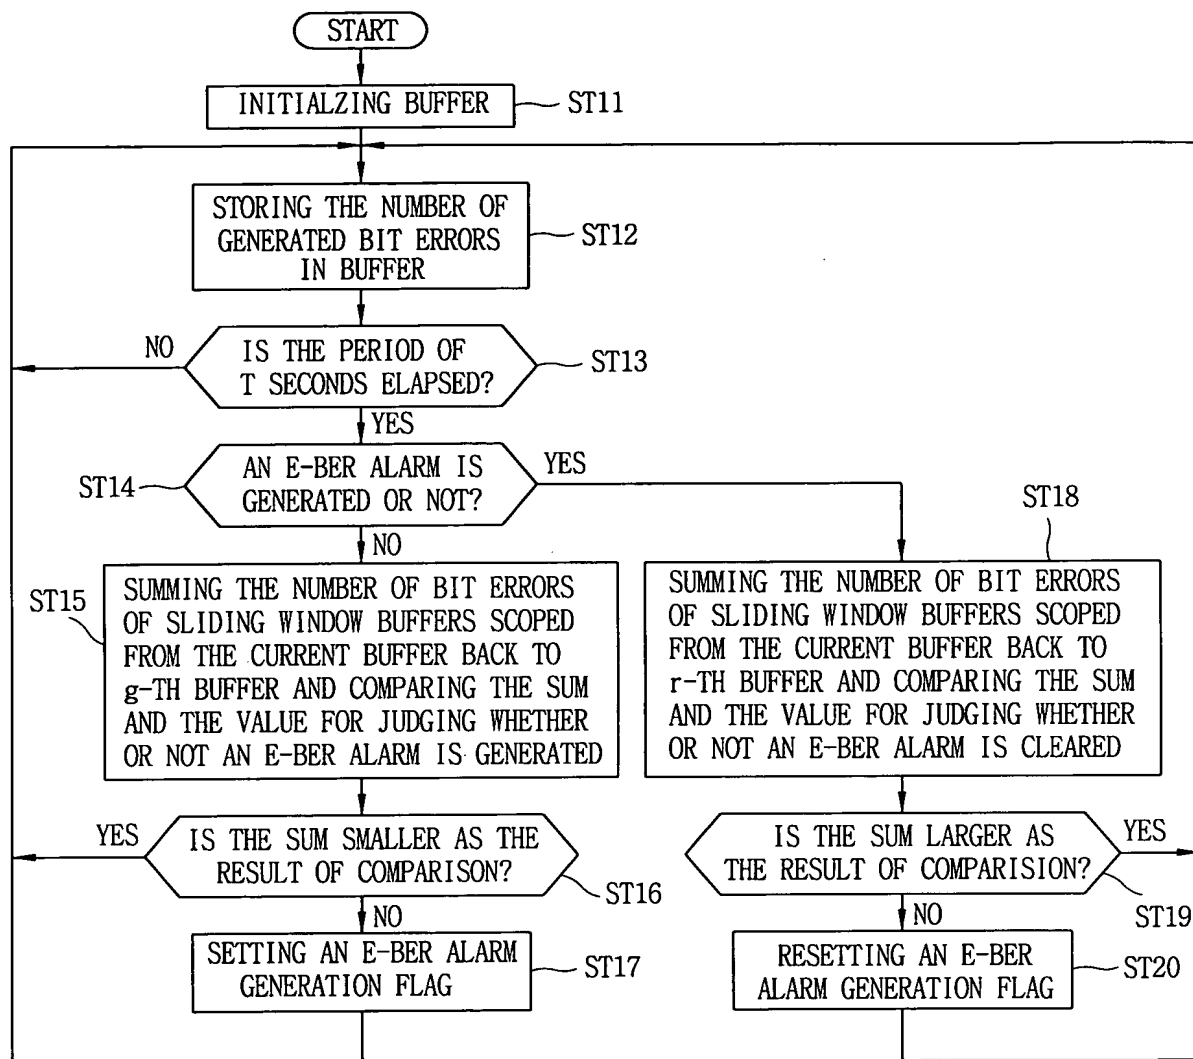 START
INITIALZING BUFFER
ST11
STORING THE NUMBER OF
GENERATED BIT ERRORS
IN BUFFER
ST12
NO
IS THE PERIOD OF
T SECONDS ELAPSED?
ST13
YES
AN E-BER ALARM IS
GENERATED OR NOT?
ST14
YES
NO
ST15
SUMMING THE NUMBER OF BIT ERRORS
OF SLIDING WINDOW BUFFERS SCOPED
FROM THE CURRENT BUFFER BACK TO
g-TH BUFFER AND COMPARING THE SUM
AND THE VALUE FOR JUDGING WHETHER
OR NOT AN E-BER ALARM IS GENERATED
ST18
SUMMING THE NUMBER OF BIT ERRORS
OF SLIDING WINDOW BUFFERS SCOPED
FROM THE CURRENT BUFFER BACK TO
r-TH BUFFER AND COMPARING THE SUM
AND THE VALUE FOR JUDGING WHETHER
OR NOT AN E-BER ALARM IS CLEARED
YES
IS THE SUM SMALLER AS THE
RESULT OF COMPARISON?
ST16
NO
IS THE SUM LARGER AS
THE RESULT OF COMPARISION?
YES
ST19
NO
SETTING AN E-BER ALARM
GENERATION FLAG
ST17
RESETTING AN E-BER
ALARM GENERATION FLAG
ST20